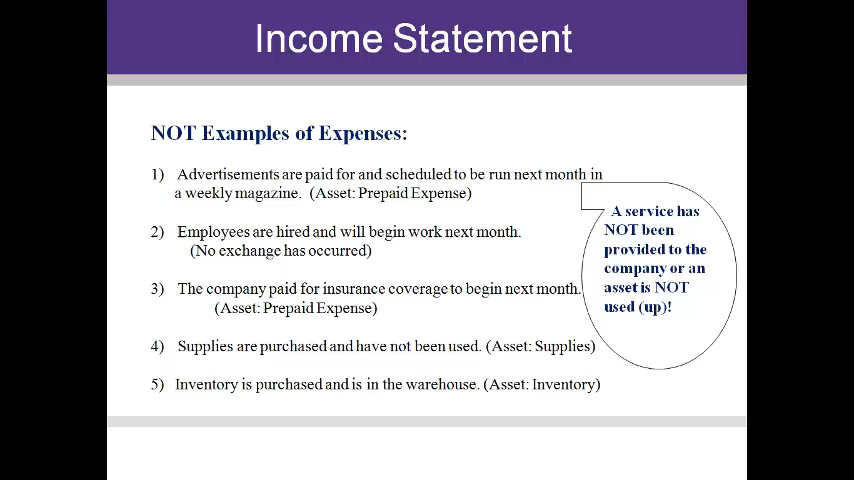 Income Statement
NOT Examples of Expenses:
1) Advertisements are paid for and scheduled to be run next month in
a weekly magazine. (Asset: Prepaid Expense)
2) Employees are hired and will begin work next month.
(No exchange has occurred)
3) The company paid for insurance coverage to begin next month.
(Asset: Prepaid Expense)
4) Supplies are purchased and have not been used. (Asset: Supplies)
5) Inventory is purchased and is in the warehouse. (Asset: Inventory)
A service has
NOT been
provided to the
company or an
asset is NOT
used (up)!